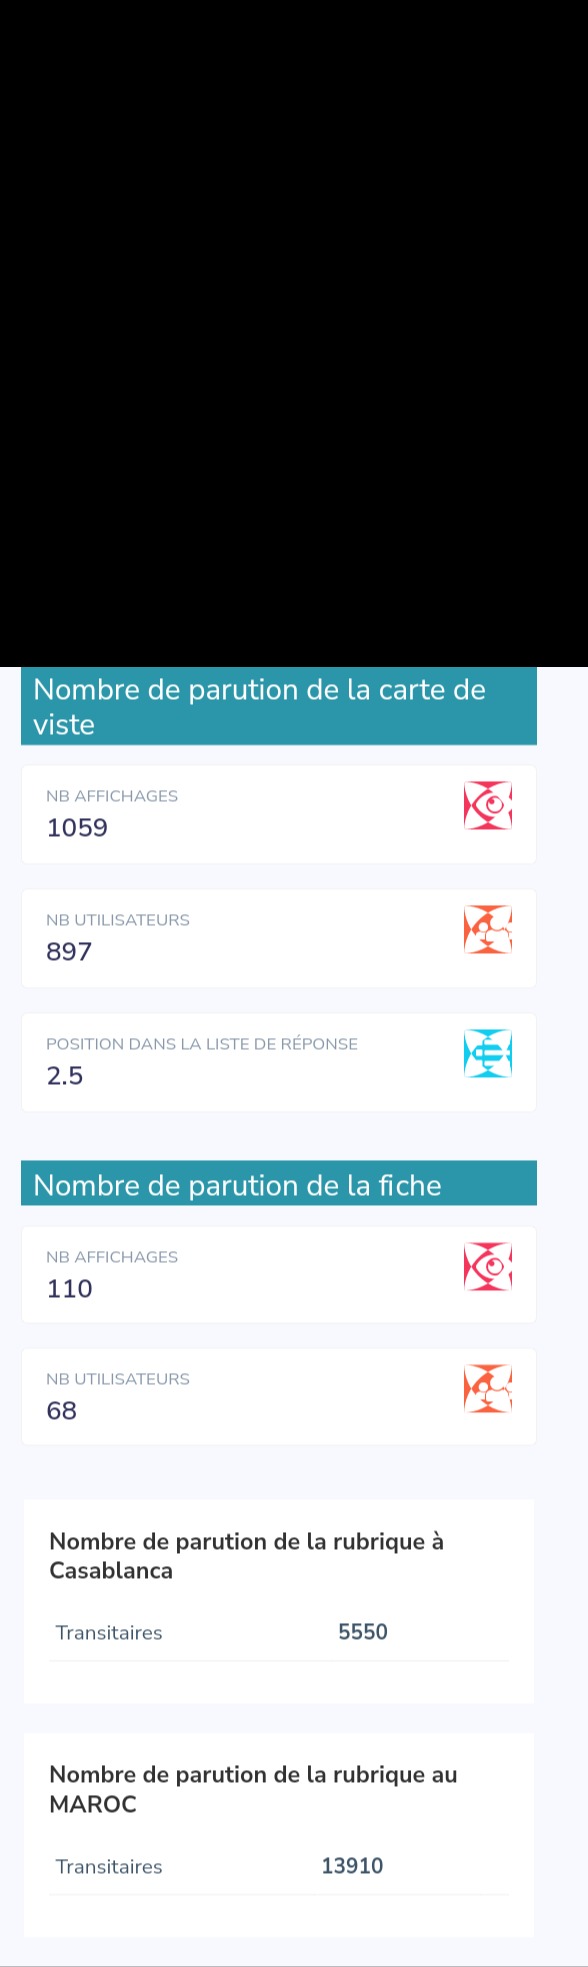 Nombre de parution de la carte de
viste
NB AFFICHAGES
1059
NB UTILISATEURS
897
POSITION DANS LA LISTE DE RÉPONSE
2.5
Nombre de parution de la fiche
NB AFFICHAGES
110
NB UTILISATEURS
68
Nombre de parution de la rubrique à
Casablanca
Transitaires 5550
Nombre de parution de la rubrique au
MAROC
Transitaires 13910